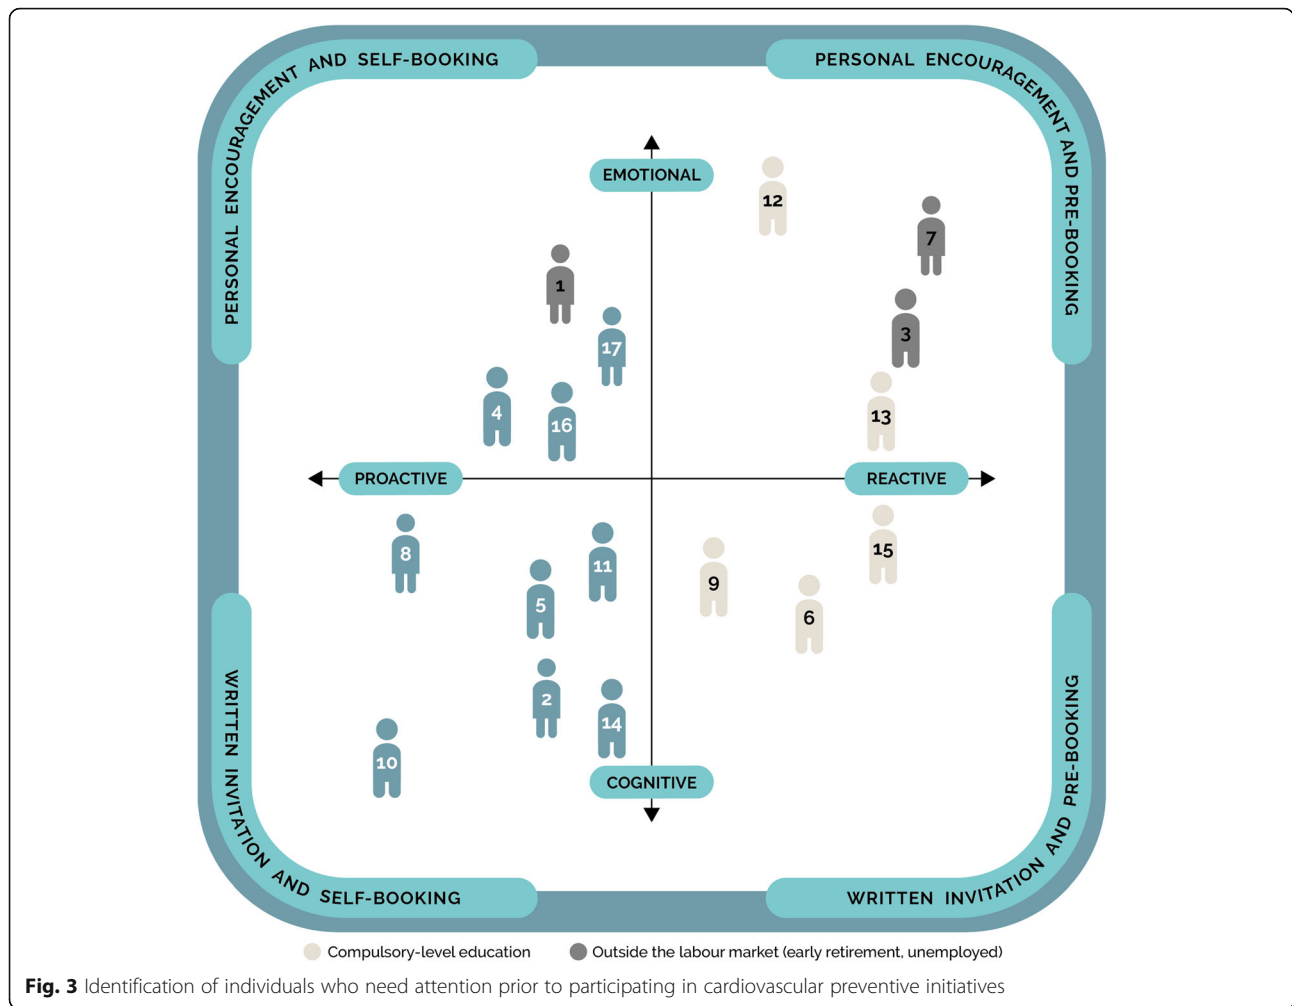 PERSONAL ENCOURAGEMENT AND SELF-BOOKING
PERSONAL ENCOURAGEMENT AND PRE-BOOKING
EMOTIONAL
12
7
1
3
17
4
13
16
PROACTIVE
REACTIVE
8
15
11
9
5
6
2
14
10
COGNITIVE
WRITTEN INVITATION AND SELF-BOOKING
WRITTEN INVITATION AND PRE-BOOKING
Compulsory-level education
Outside the labour market (early retirement, unemployed)
Fig. 3 Identification of individuals who need attention prior to participating in cardiovascular preventive initiatives